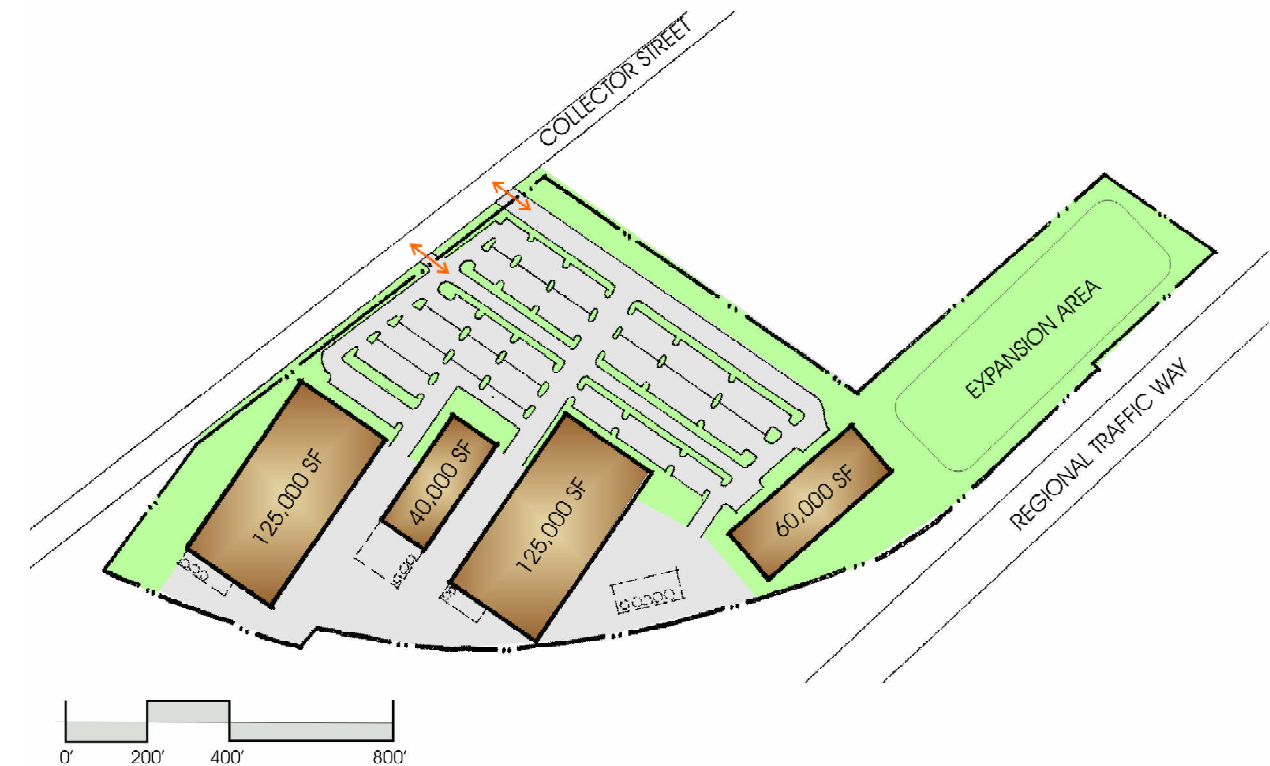 COLLECTOR STREET
EXPANSION AREA
REGIONAL TRAFFIC WAY
125,000 SF
40,000 SF
125,000 SF
60,000 SF
0' 200' 400' 800'